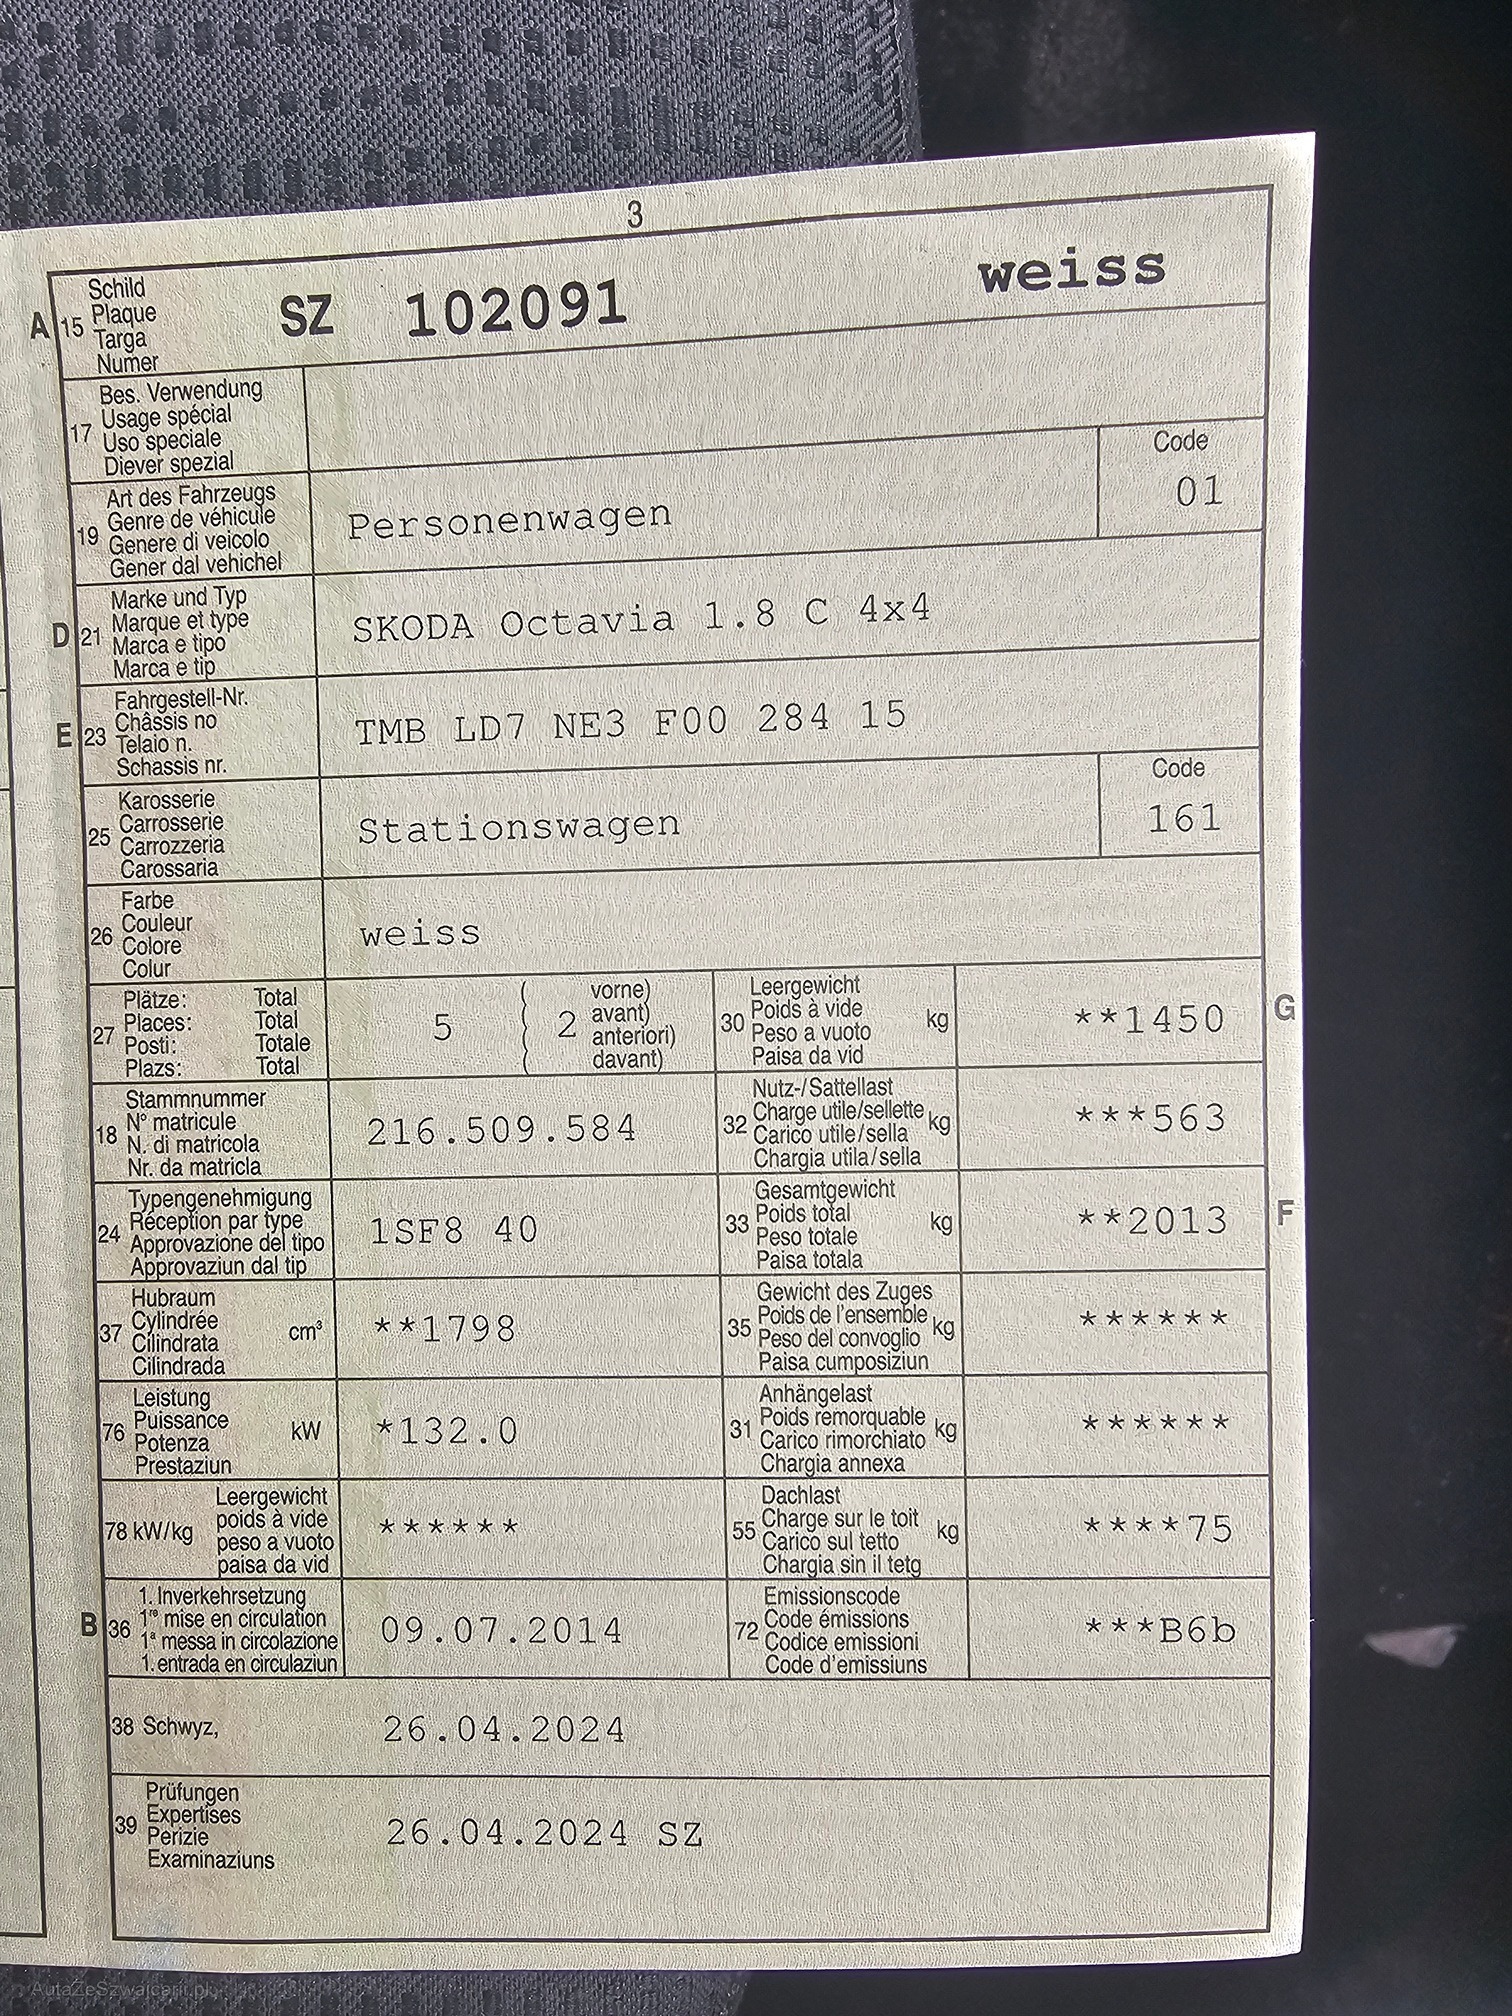 3
A 15 Schild
Plaque
Targa
Numer
SZ 102091 weiss
17 Bes. Verwendung
Usage spécial
Uso speciale
Diever spezial
19 Art des Fahrzeugs
Genre de véhicule
Genere di veicolo
Gener dal vehichel
Personenwagen
Code
01
D 21 Marke und Typ
Marque et type
Marca e tipo
Marca e tip
SKODA Octavia 1.8 C 4x4
E 23 Fahrgestell-Nr.
Châssis no
Telaio n.
Schassis nr.
TMB LD7 NE3 F00 284 15
25 Karosserie
Carrosserie
Carrozzeria
Carossaria
Stationswagen
Code
161
26 Farbe
Couleur
Colore
Colur
weiss
27 Plätze: Total
Places: Total
Posti: Totale
Plazs: Total
5 ( 2 vorne)
( avant)
( anteriori)
( davant)
30 Leergewicht
Poids à vide
Peso a vuoto
Paisa da vid
kg
**1450
G
18 Stammnummer
N° matricule
N. di matricola
Nr. da matricla
216.509.584
32 Nutz-/Sattellast
Charge utile/sellette
Carico utile/sella
Chargia utila/sella
kg
***563
24 Typengenehmigung
Réception par type
Approvazione del tipo
Approvaziun dal tip
1SF8 40
33 Gesamtgewicht
Poids total
Peso totale
Paisa totala
kg
**2013
F
37 Hubraum
Cylindrée
Cilindrata
Cilindrada
cm³
**1798
35 Gewicht des Zuges
Poids de l'ensemble
Peso del convoglio
Paisa cumposiziun
kg
******
76 Leistung
Puissance
Potenza
Prestaziun
kW
*132.0
31 Anhängelast
Poids remorquable
Carico rimorchiato
Chargia annexa
kg
******
78 kW/kg Leergewicht
poids à vide
peso a vuoto
paisa da vid
******
55 Dachlast
Charge sur le toit
Carico sul tetto
Chargia sin il tetg
kg
****75
B 36 1. Inverkehrsetzung
1re mise en circulation
1a messa in circolazione
1. entrada en circulaziun
09.07.2014
72 Emissionscode
Code émissions
Codice emissioni
Code d'emissiuns
***B6b
38 Schwyz, 26.04.2024
39 Prüfungen
Expertises
Perizie
Examinaziuns
26.04.2024 SZ
AutaZeSzwajcarii.pl